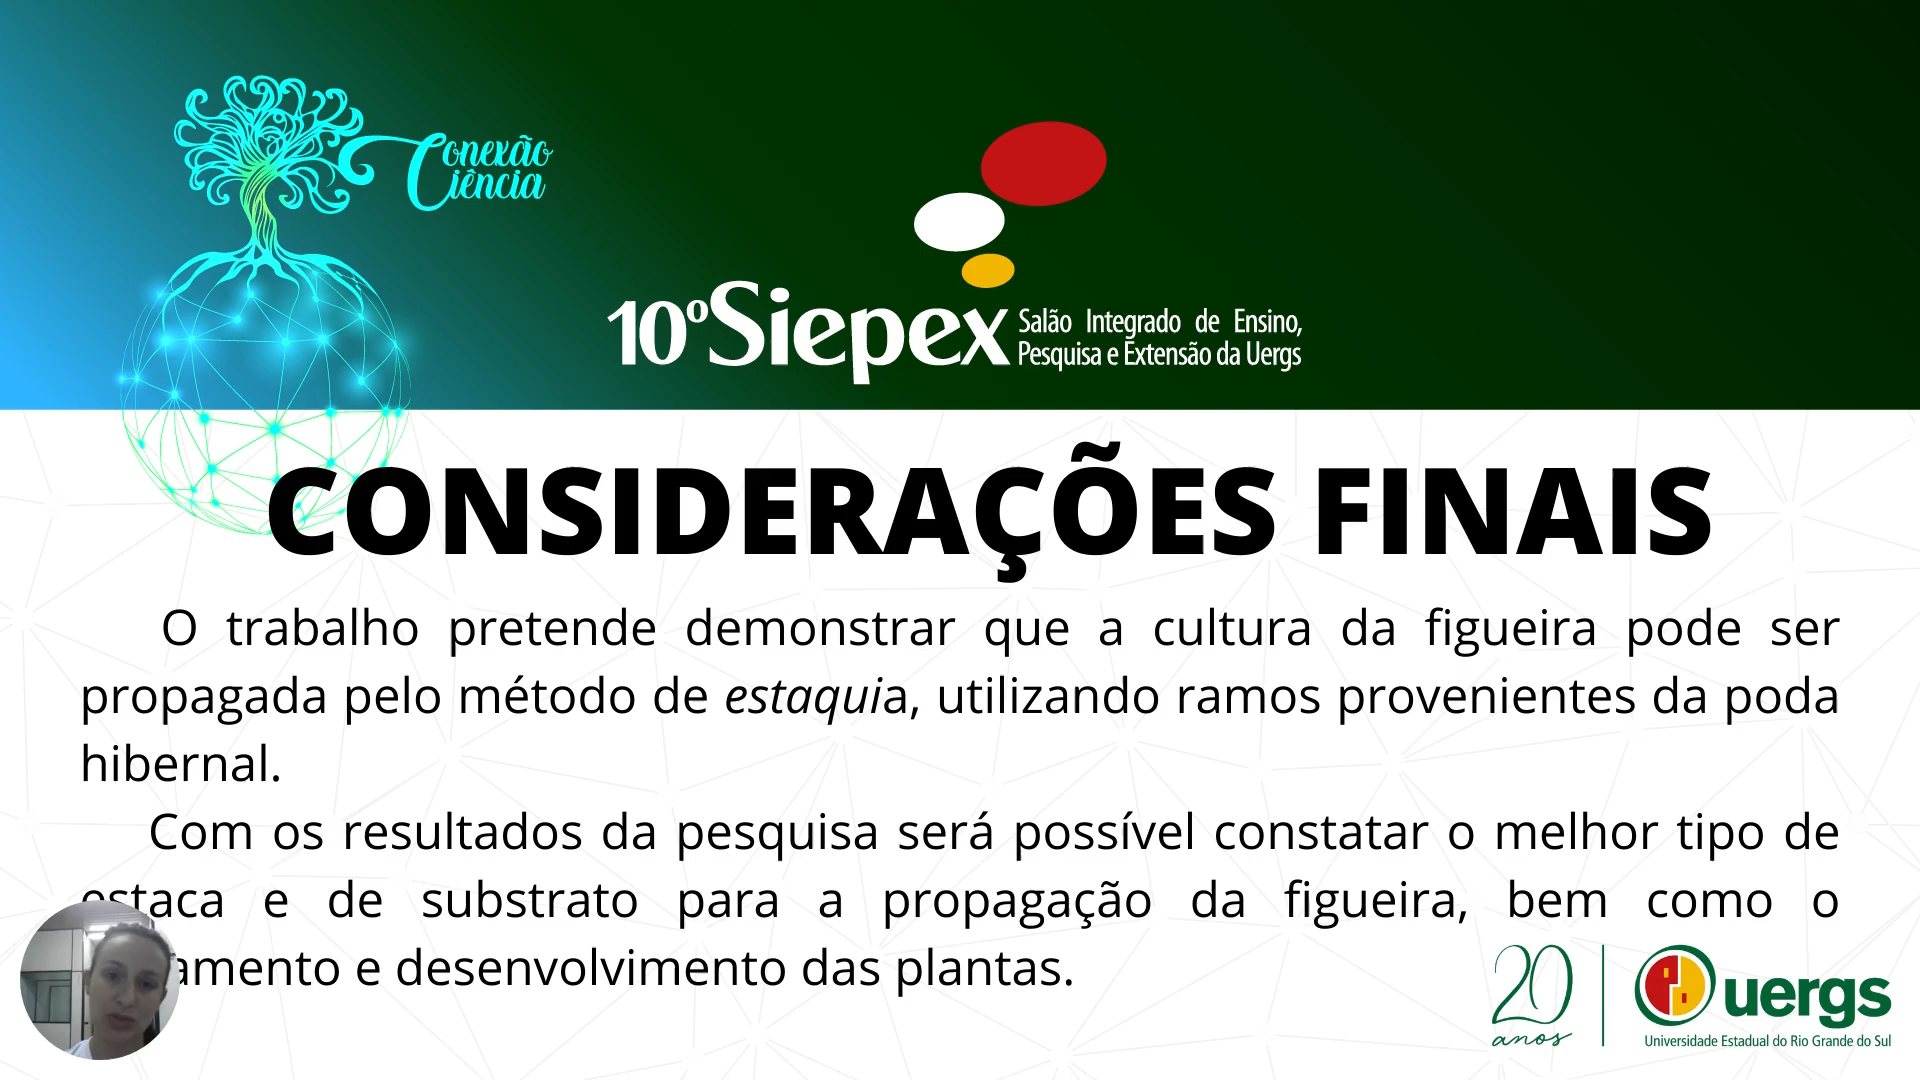 Conexão
Ciência
10º Siepex
Salão Integrado de Ensino,
Pesquisa e Extensão da Uergs
CONSIDERAÇÕES FINAIS
O trabalho pretende demonstrar que a cultura da figueira pode ser
propagada pelo método de estaquia, utilizando ramos provenientes da poda
hibernal.
Com os resultados da pesquisa será possível constatar o melhor tipo de
estaca e de substrato para a propagação da figueira, bem como o
e desenvolvimento das plantas.
20
anos
uergs
Universidade Estadual do Rio Grande do Sul